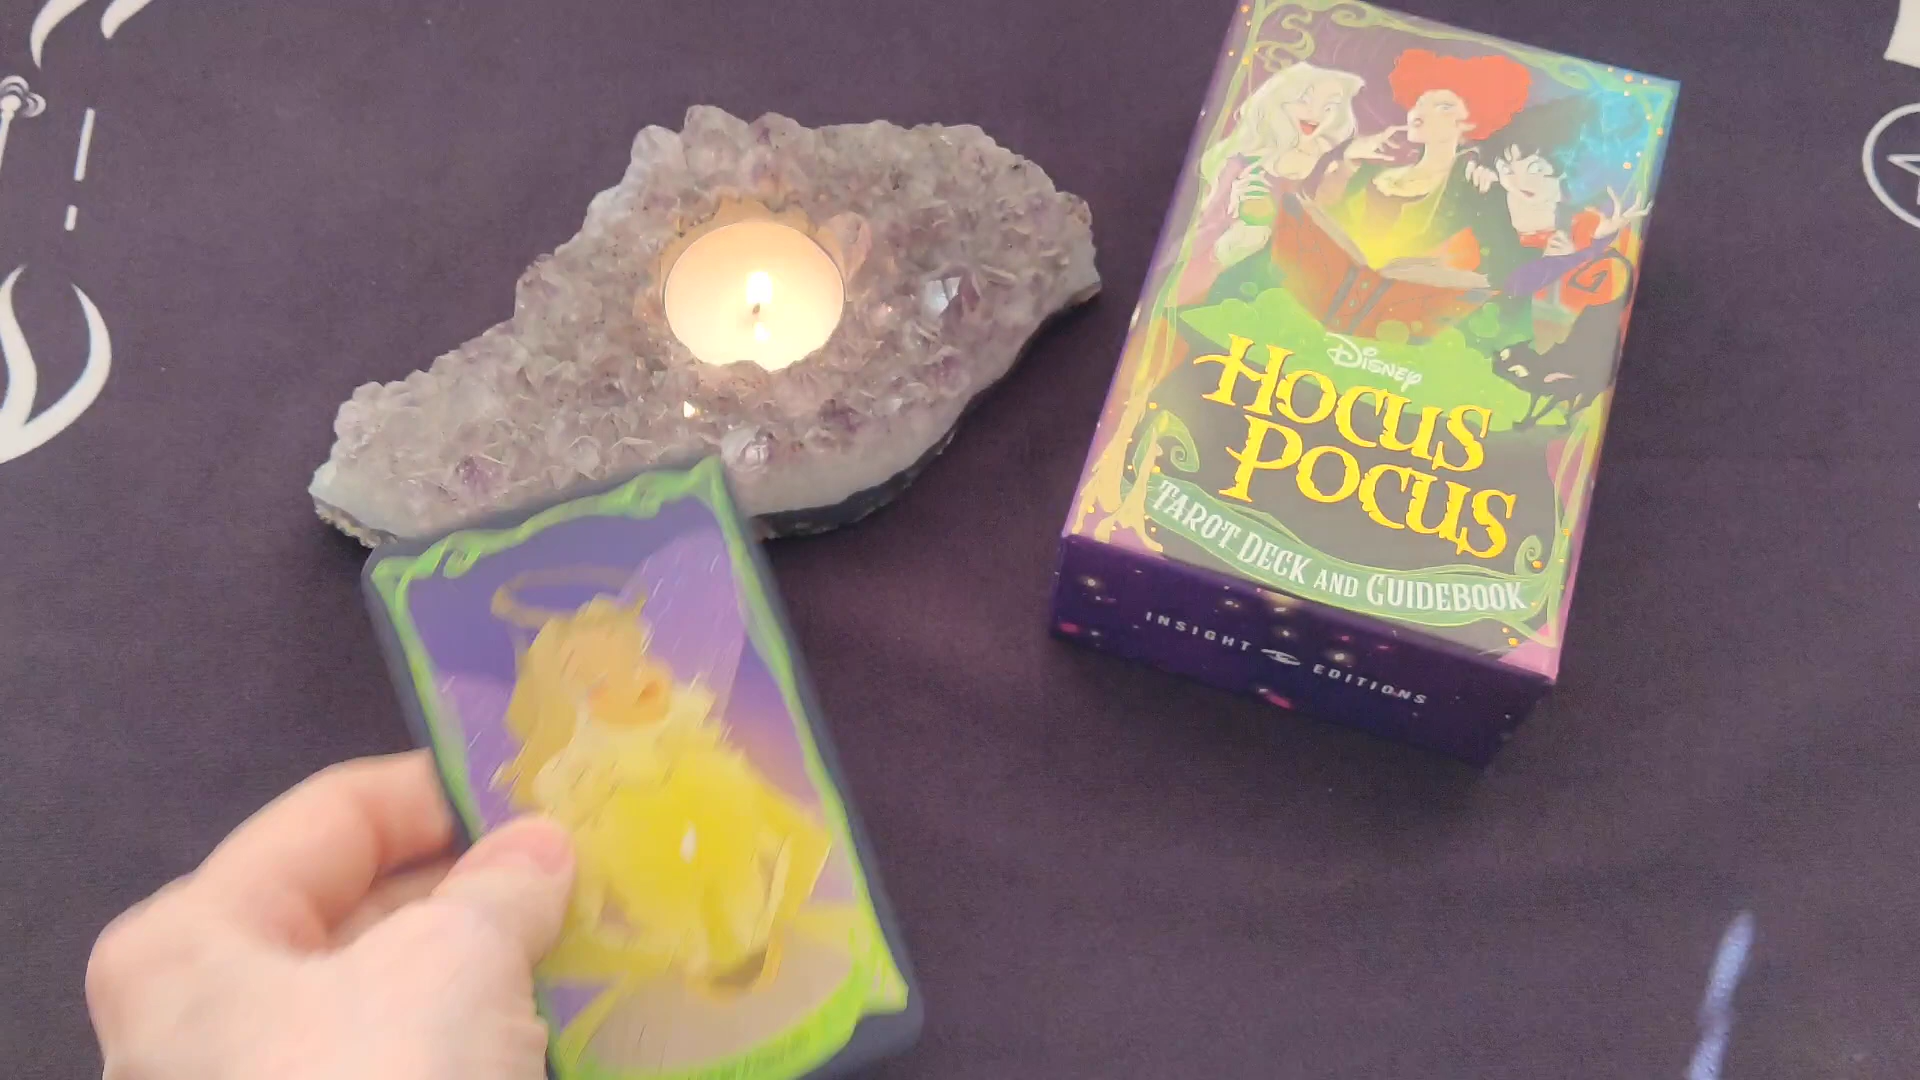 Disney
HOCUS
POCUS
TAROT DECK AND GUIDEBOOK
INSIGHT EDITIONS